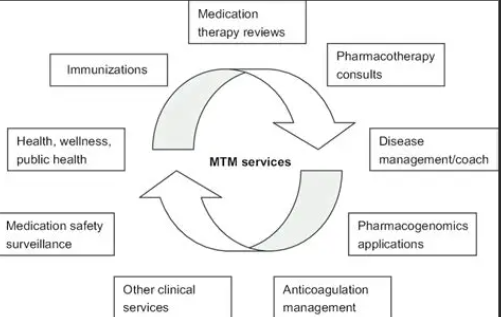 Medication
therapy reviews
Pharmacotherapy
consults
Immunizations
Health, wellness,
public health
MTM services
Disease
management/coach
Medication safety
surveillance
Pharmacogenomics
applications
Other clinical
services
Anticoagulation
management